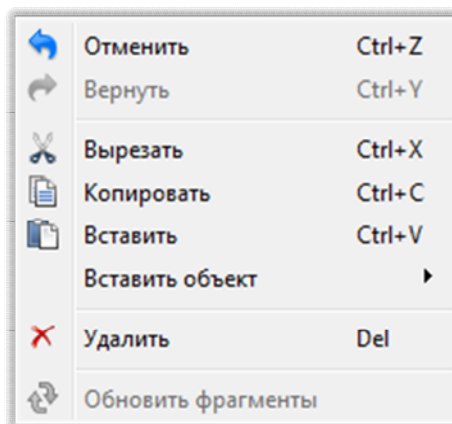 Отменить Ctrl+Z
Вернуть Ctrl+Y
Вырезать Ctrl+X
Копировать Ctrl+C
Вставить Ctrl+V
Вставить объект
Удалить Del
Обновить фрагменты